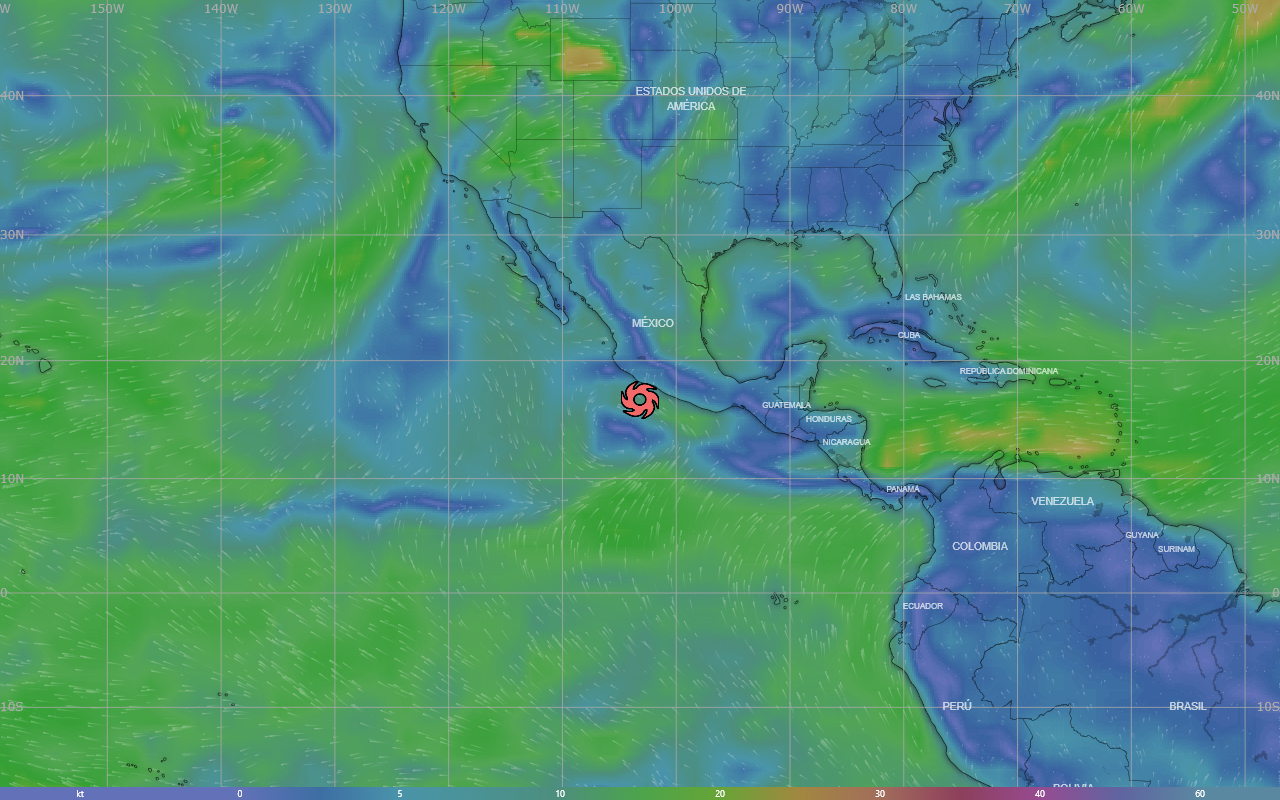 W 150W 140W 130W 120W 110W 100W 90W 80W 70W 60W 50W
ESTADOS UNIDOS DE
AMÉRICA
40N 40N
30N 30N
LAS BAHAMAS
MÉXICO
CUBA
20N 20N
REPÚBLICA DOMINICANA
GUATEMALA
HONDURAS
NICARAGUA
10N 10N
PANAMÁ
VENEZUELA
GUYANA
COLOMBIA
SURINAM
0 0
ECUADOR
10S 10S
PERÚ
BRASIL
BOLIVIA
kt 0 5 10 20 30 40 60